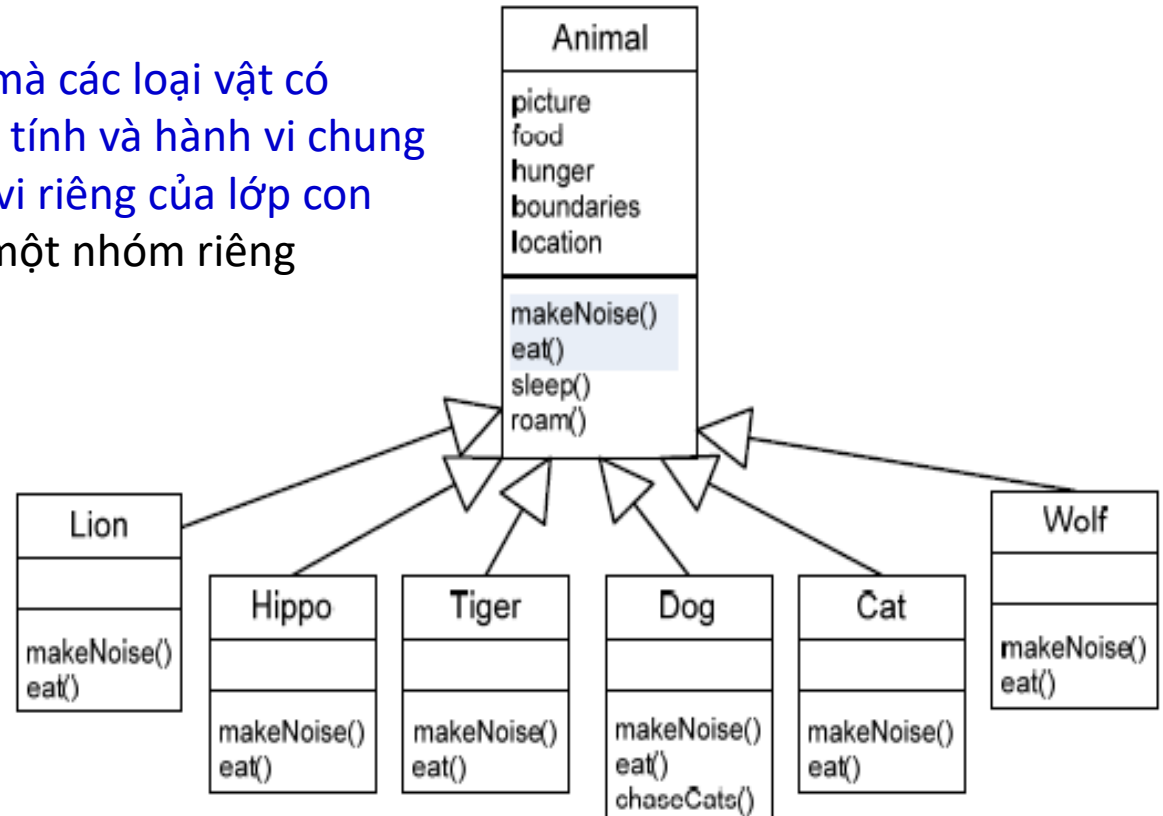 mà các loại vật có
tính và hành vi chung
vi riêng của lớp con
một nhóm riêng
Animal
picture
food
hunger
boundaries
location
makeNoise()
eat()
sleep()
roam()
Lion
makeNoise()
eat()
Hippo
makeNoise()
eat()
Tiger
makeNoise()
eat()
Dog
makeNoise()
eat()
chaseCats()
Cat
makeNoise()
eat()
Wolf
makeNoise()
eat()